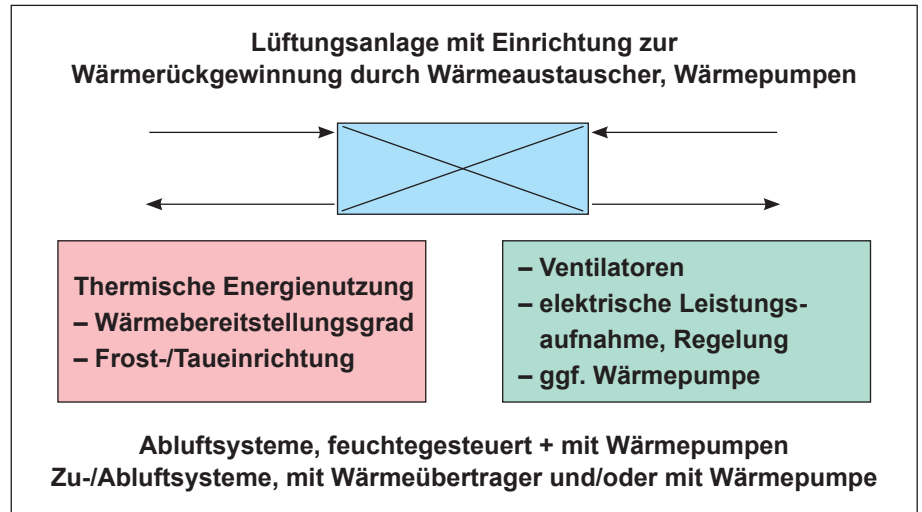 Lüftungsanlage mit Einrichtung zur
Wärmerückgewinnung durch Wärmeaustauscher, Wärmepumpen
Thermische Energienutzung
– Wärmebereitstellungsgrad
– Frost-/Taueinrichtung
– Ventilatoren
– elektrische Leistungs-
aufnahme, Regelung
– ggf. Wärmepumpe
Abluftsysteme, feuchtegesteuert + mit Wärmepumpen
Zu-/Abluftsysteme, mit Wärmeübertrager und/oder mit Wärmepumpe